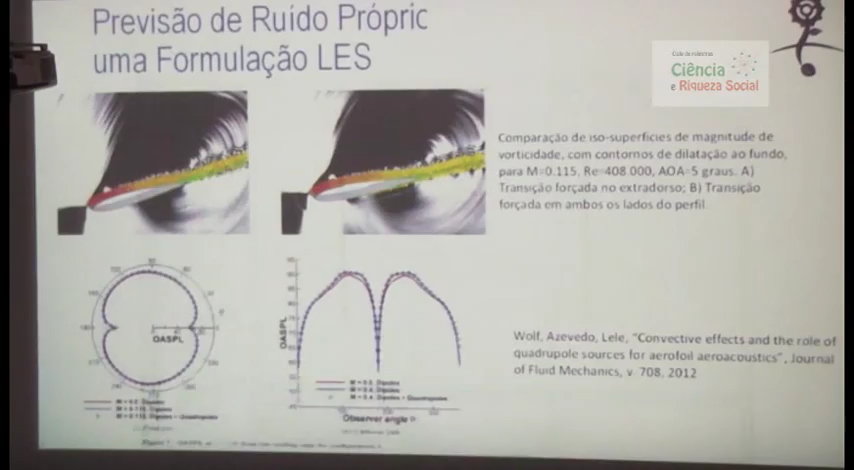 Previsão de Ruído Própric
uma Formulação LES
Ciência
e Riqueza Social
Comparação de iso-superfícies de magnitude de
vorticidade, com contornos de dilatação ao fundo,
para M=0.115, Re=408.000, AOA=5 graus. A)
Transição forçada no extradorso; B) Transição
forçada em ambos os lados do perfil.
OASPL
OASPL
Observer angle
Wolf, Azevedo, Lele, "Convective effects and the role of
quadrupole sources for aerofoil aeroacoustics", Journal
of Fluid Mechanics, v. 708, 2012